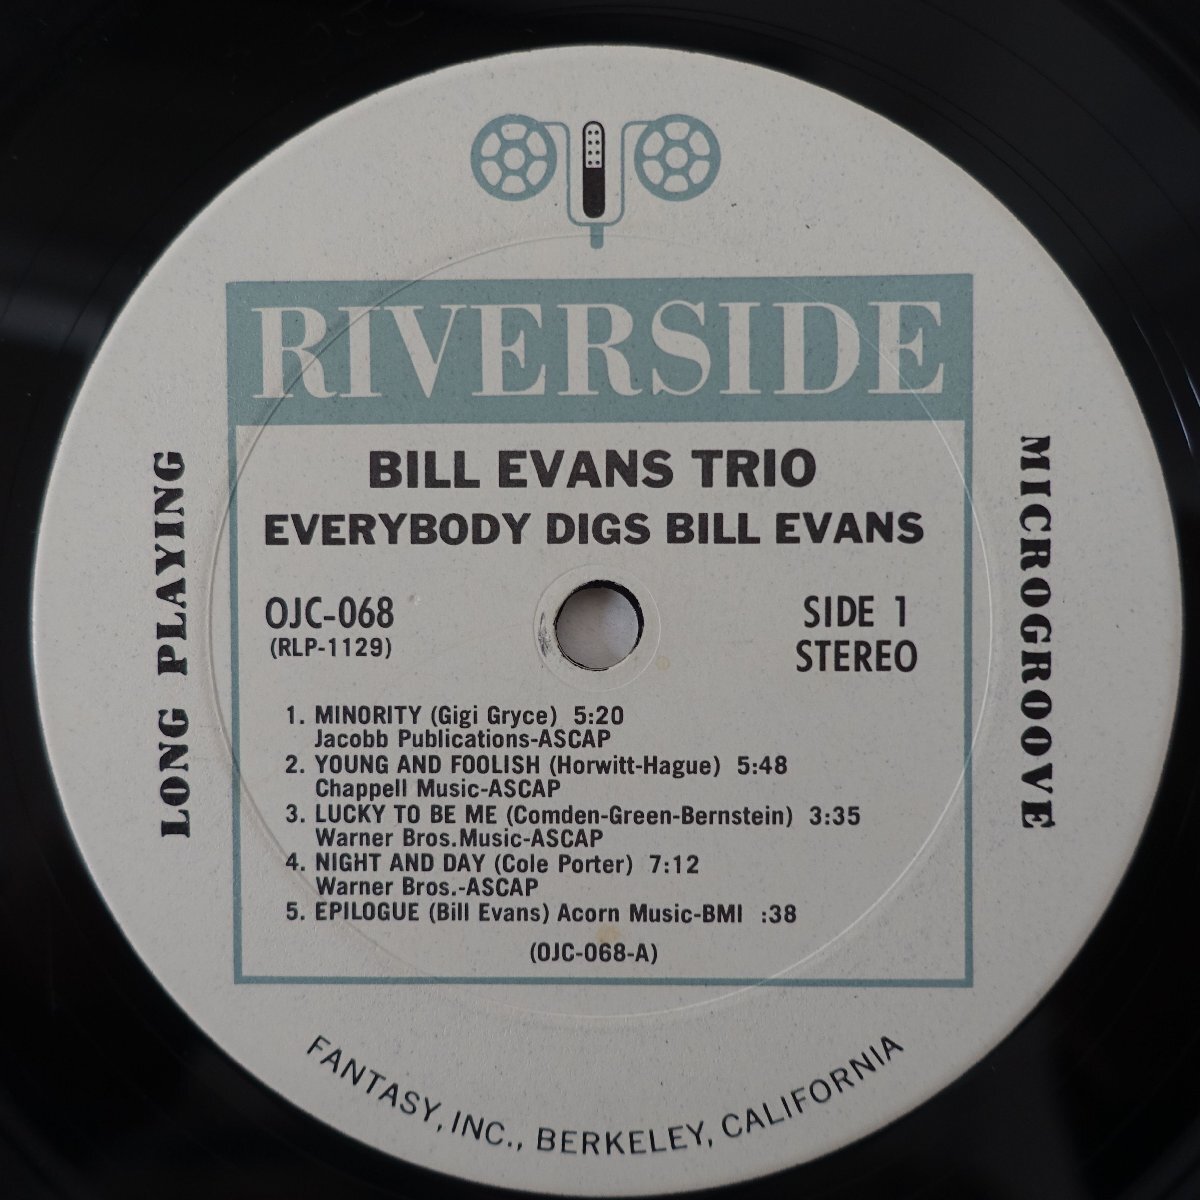 RIVERSIDE
BILL EVANS TRIO
EVERYBODY DIGS BILL EVANS
LONG PLAYING
MICROGROOVE
OJC-068
(RLP-1129)
SIDE 1
STEREO
1. MINORITY (Gigi Gryce) 5:20
Jacobb Publications-ASCAP
2. YOUNG AND FOOLISH (Horwitt-Hague) 5:48
Chappell Music-ASCAP
3. LUCKY TO BE ME (Comden-Green-Bernstein) 3:35
Warner Bros.Music-ASCAP
4. NIGHT AND DAY (Cole Porter) 7:12
Warner Bros.-ASCAP
5. EPILOGUE (Bill Evans) Acorn Music-BMI :38
(OJC-068-A)
FANTASY, INC., BERKELEY, CALIFORNIA